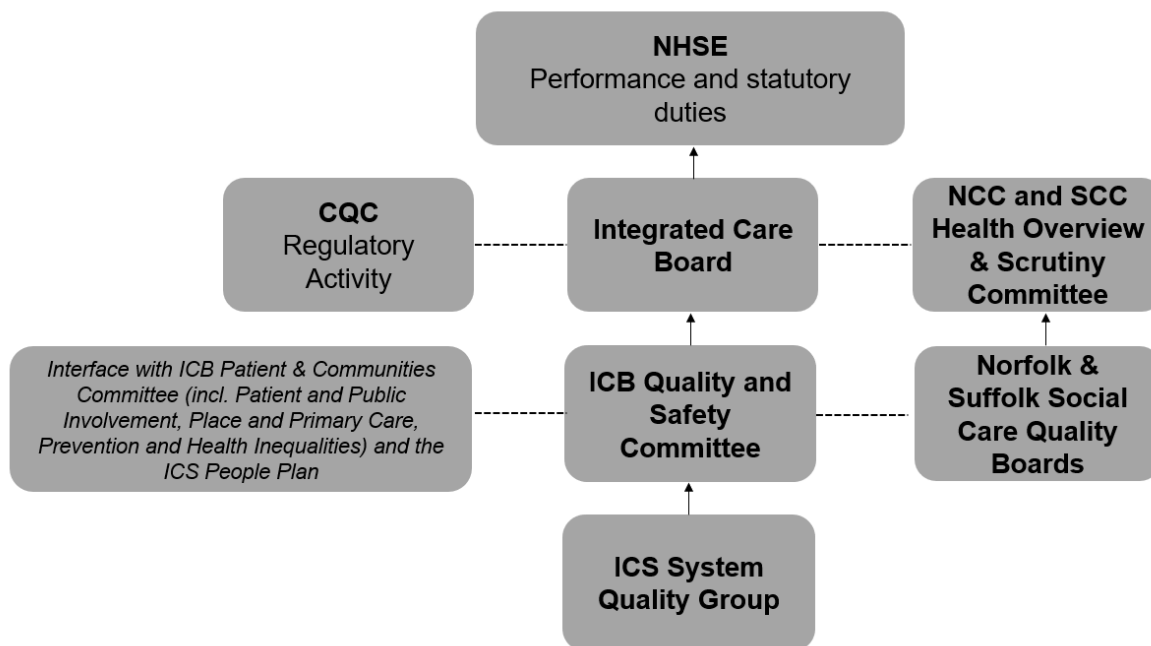 NHSE
Performance and statutory
duties
CQC
Regulatory
Activity
Integrated Care
Board
NCC and SCC
Health Overview
& Scrutiny
Committee
Interface with ICB Patient & Communities
Committee (incl. Patient and Public
Involvement, Place and Primary Care,
Prevention and Health Inequalities) and the
ICS People Plan
ICB Quality and
Safety
Committee
Norfolk &
Suffolk Social
Care Quality
Boards
ICS System
Quality Group